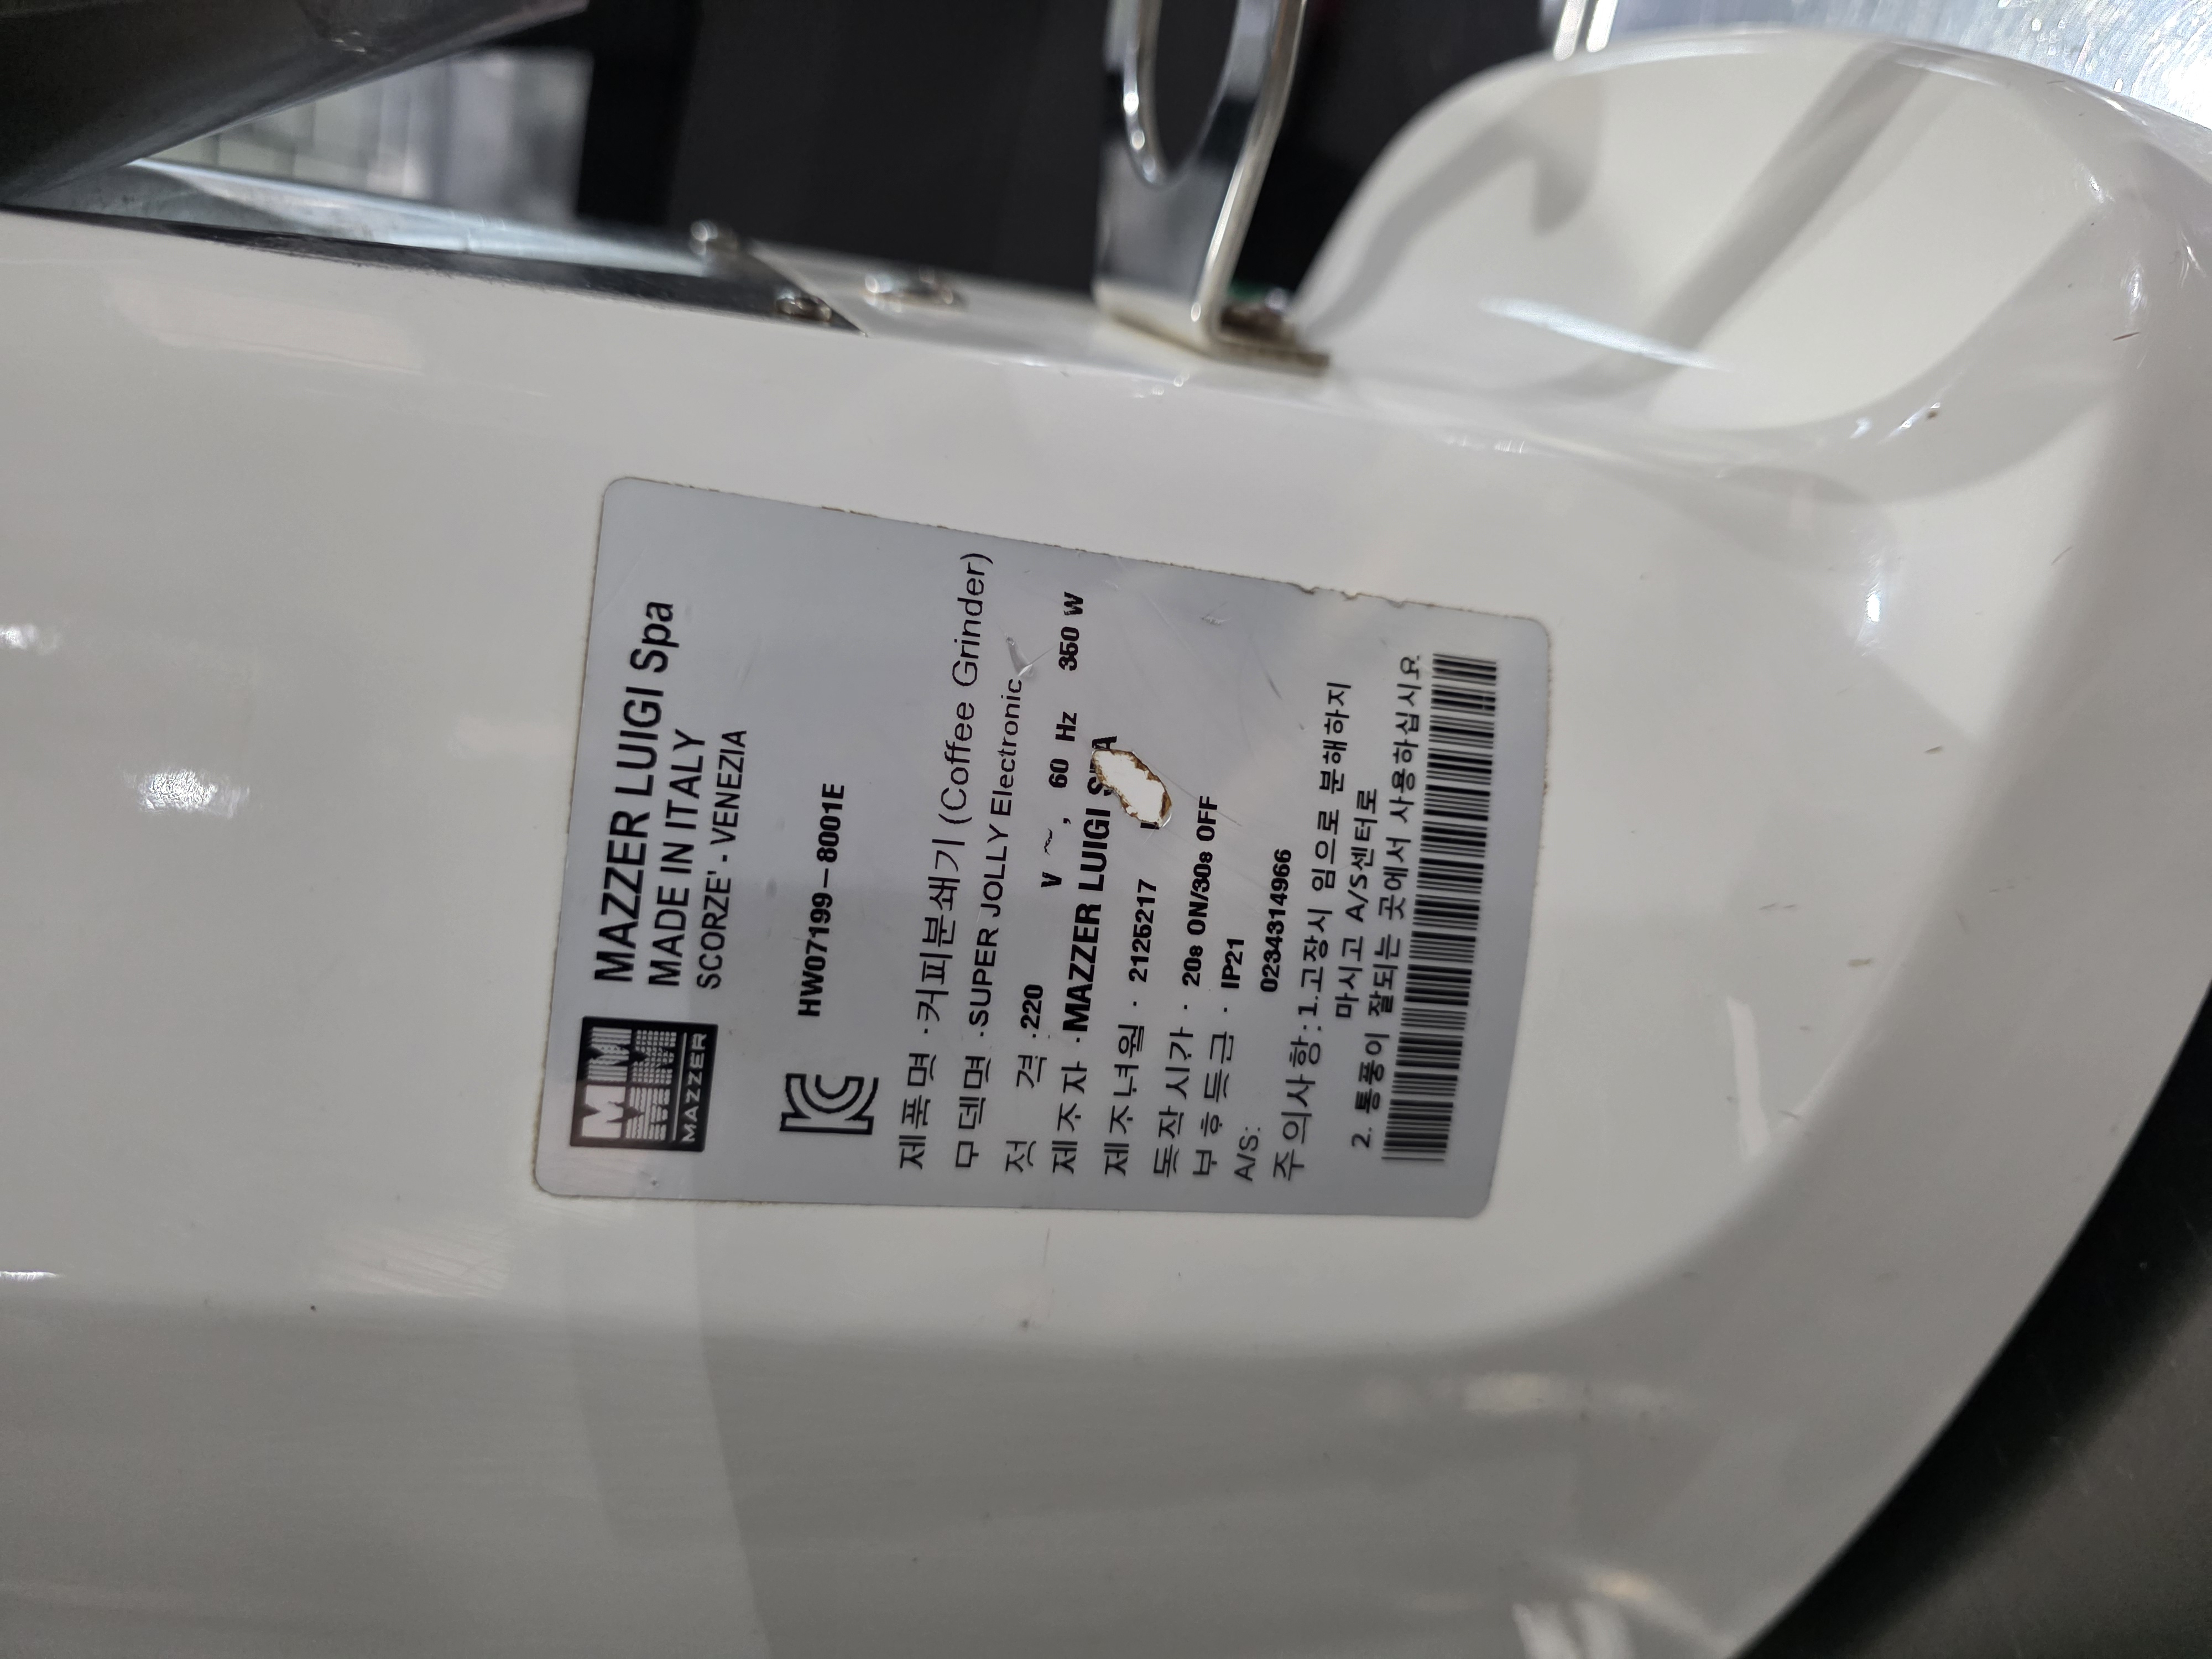 MAZZER
MAZZER LUIGI Spa
MADE IN ITALY
SCORZE' - VENEZIA
HW07199-8001E
제품명 :커피분쇄기 (Coffee Grinder)
모델명 :SUPER JOLLY Electronic
정 격 :220 V ~, 60 Hz 350 W
제조자 :MAZZER LUIGI SPA
제조년월 : 2125217
동작시간 : 20s ON/30s OFF
보호등급 : IP21
A/S: 0234314966
주의사항:1.고장시 임으로 분해하지
마시고 A/S센터로
2. 통풍이 잘되는 곳에서 사용하십시요.